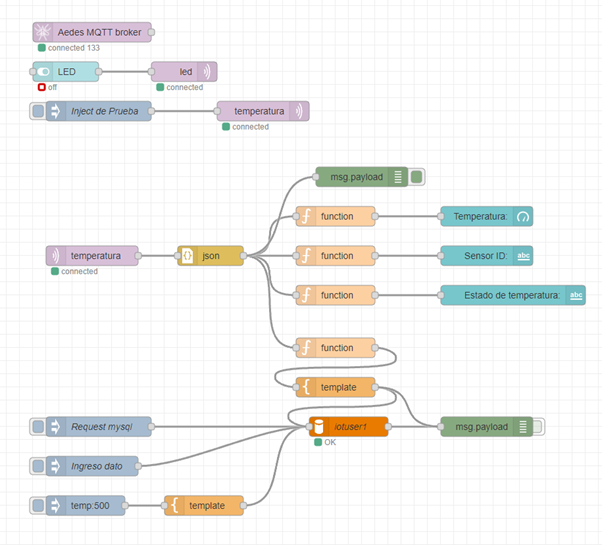 Aedes MQTT broker
connected 133
LED
led
off
connected
Inject de Prueba
temperatura
connected
msg.payload
function
Temperatura:
temperatura
json
function
Sensor ID:
abc
connected
function
Estado de temperatura:
abc
function
template
Request mysql
iotuser1
msg.payload
OK
Ingreso dato
temp:500
template